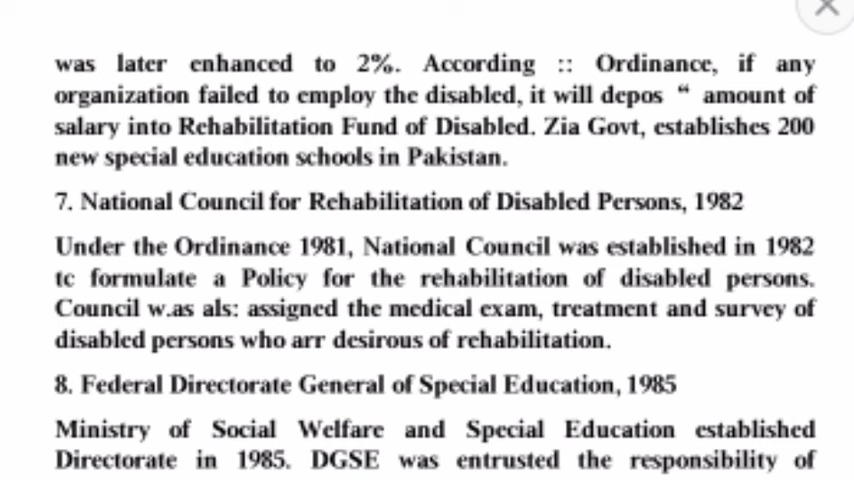 was later enhanced to 2%. According :: Ordinance, if any
organization failed to employ the disabled, it will depos “ amount of
salary into Rehabilitation Fund of Disabled. Zia Govt, establishes 200
new special education schools in Pakistan.
7. National Council for Rehabilitation of Disabled Persons, 1982
Under the Ordinance 1981, National Council was established in 1982
tc formulate a Policy for the rehabilitation of disabled persons.
Council w.as als: assigned the medical exam, treatment and survey of
disabled persons who arr desirous of rehabilitation.
8. Federal Directorate General of Special Education, 1985
Ministry of Social Welfare and Special Education established
Directorate in 1985. DGSE was entrusted the responsibility of